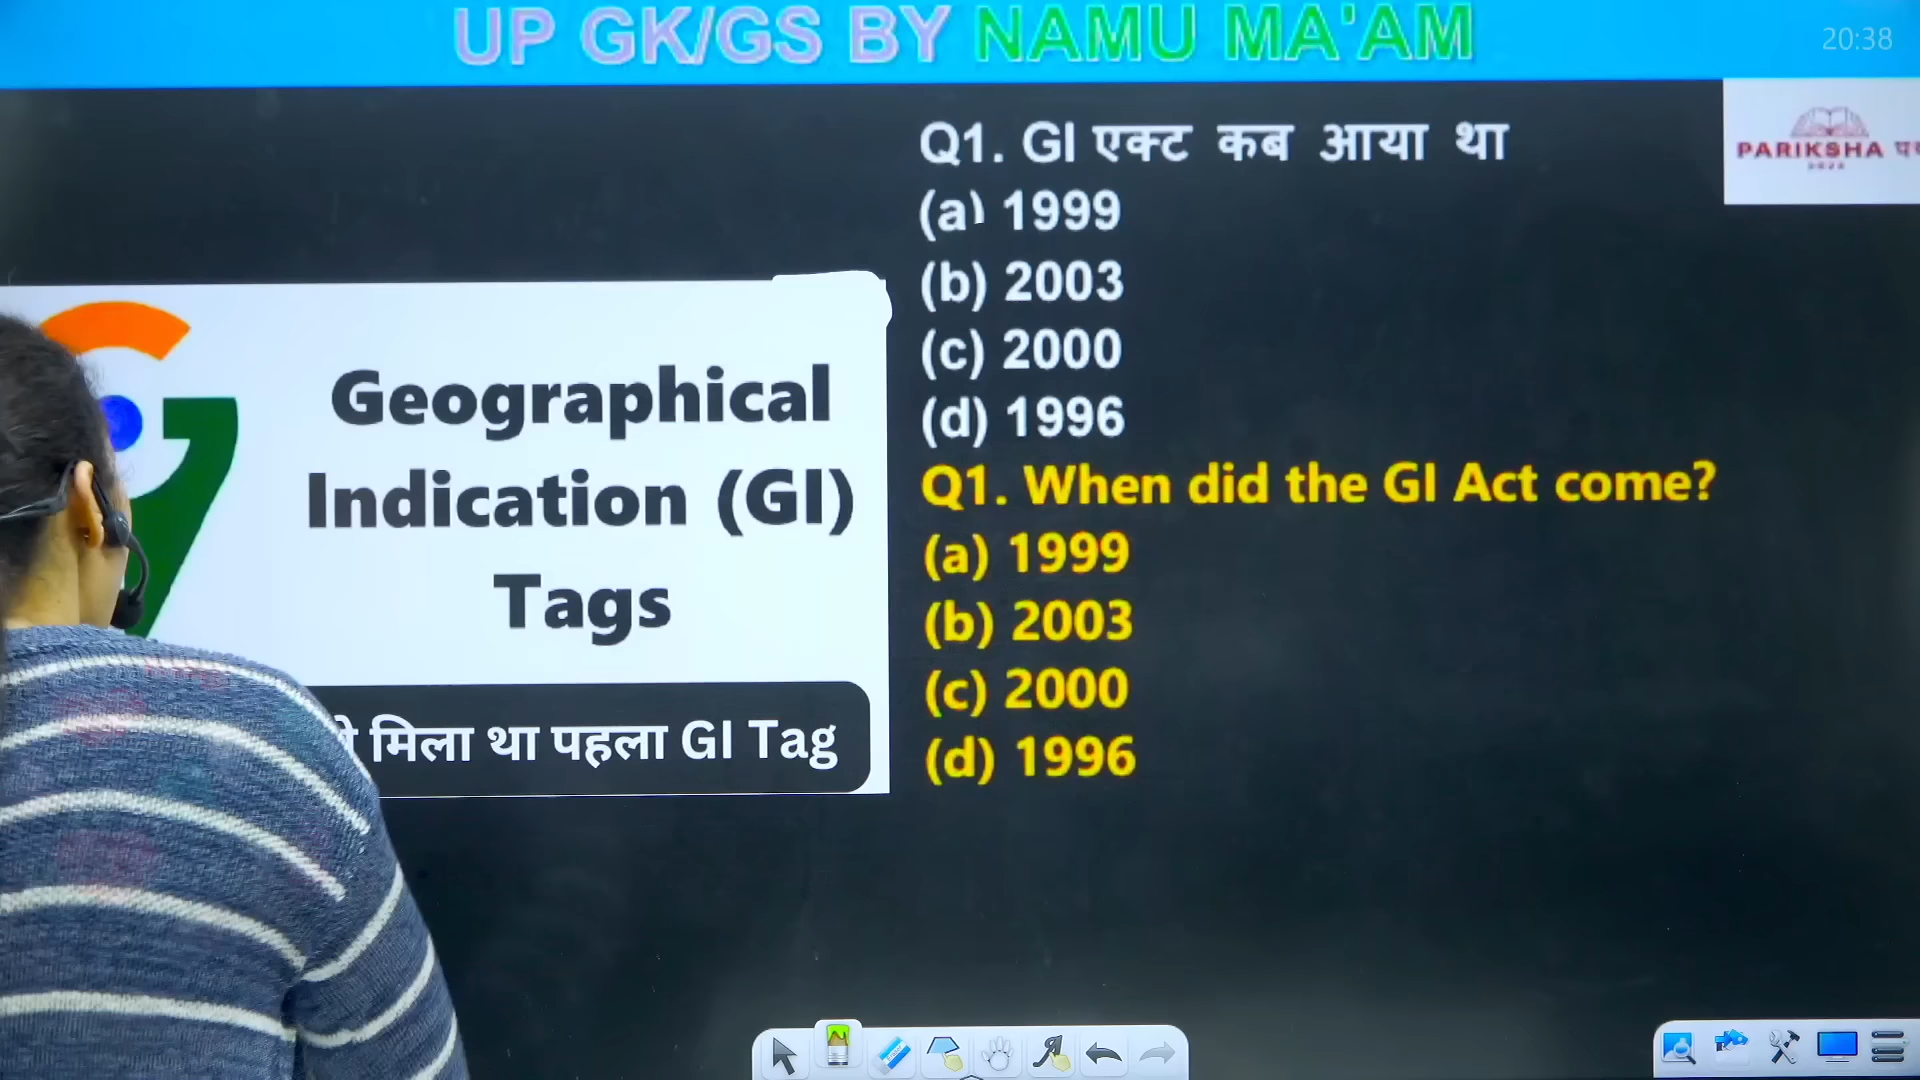 UP GK/GS BY NAMU MA'AM
20:38
PARIKSHA
Q1. GI एक्ट कब आया था
(a) 1999
(b) 2003
(c) 2000
(d) 1996
Q1. When did the GI Act come?
(a) 1999
(b) 2003
(c) 2000
(d) 1996
Geographical
Indication (GI)
Tags
मिला था पहला GI Tag